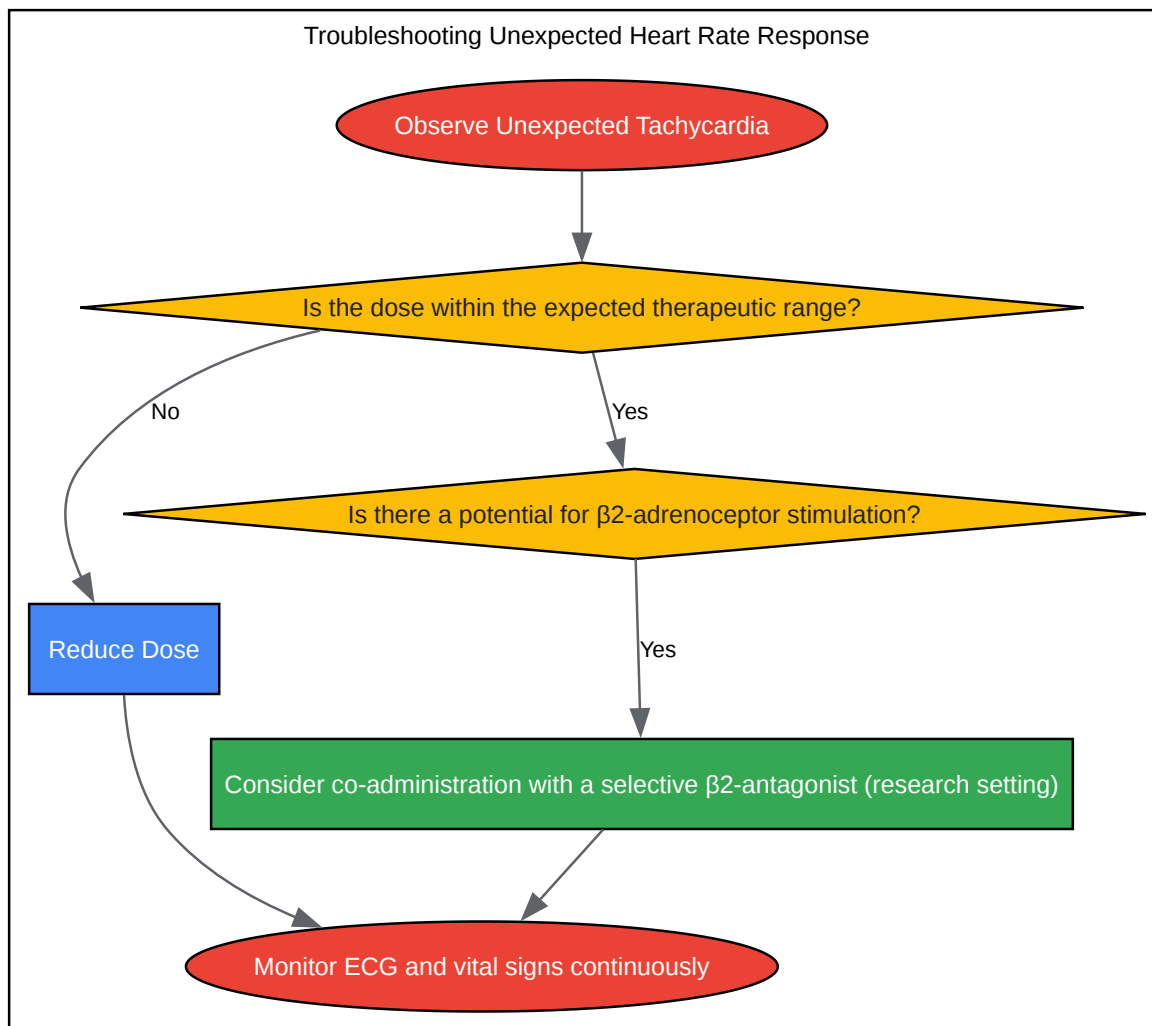 Troubleshooting Unexpected Heart Rate Response
Observe Unexpected Tachycardia
Is the dose within the expected therapeutic range?
No
Yes
Is there a potential for β2-adrenoceptor stimulation?
Reduce Dose
Yes
Consider co-administration with a selective β2-antagonist (research setting)
Monitor ECG and vital signs continuously